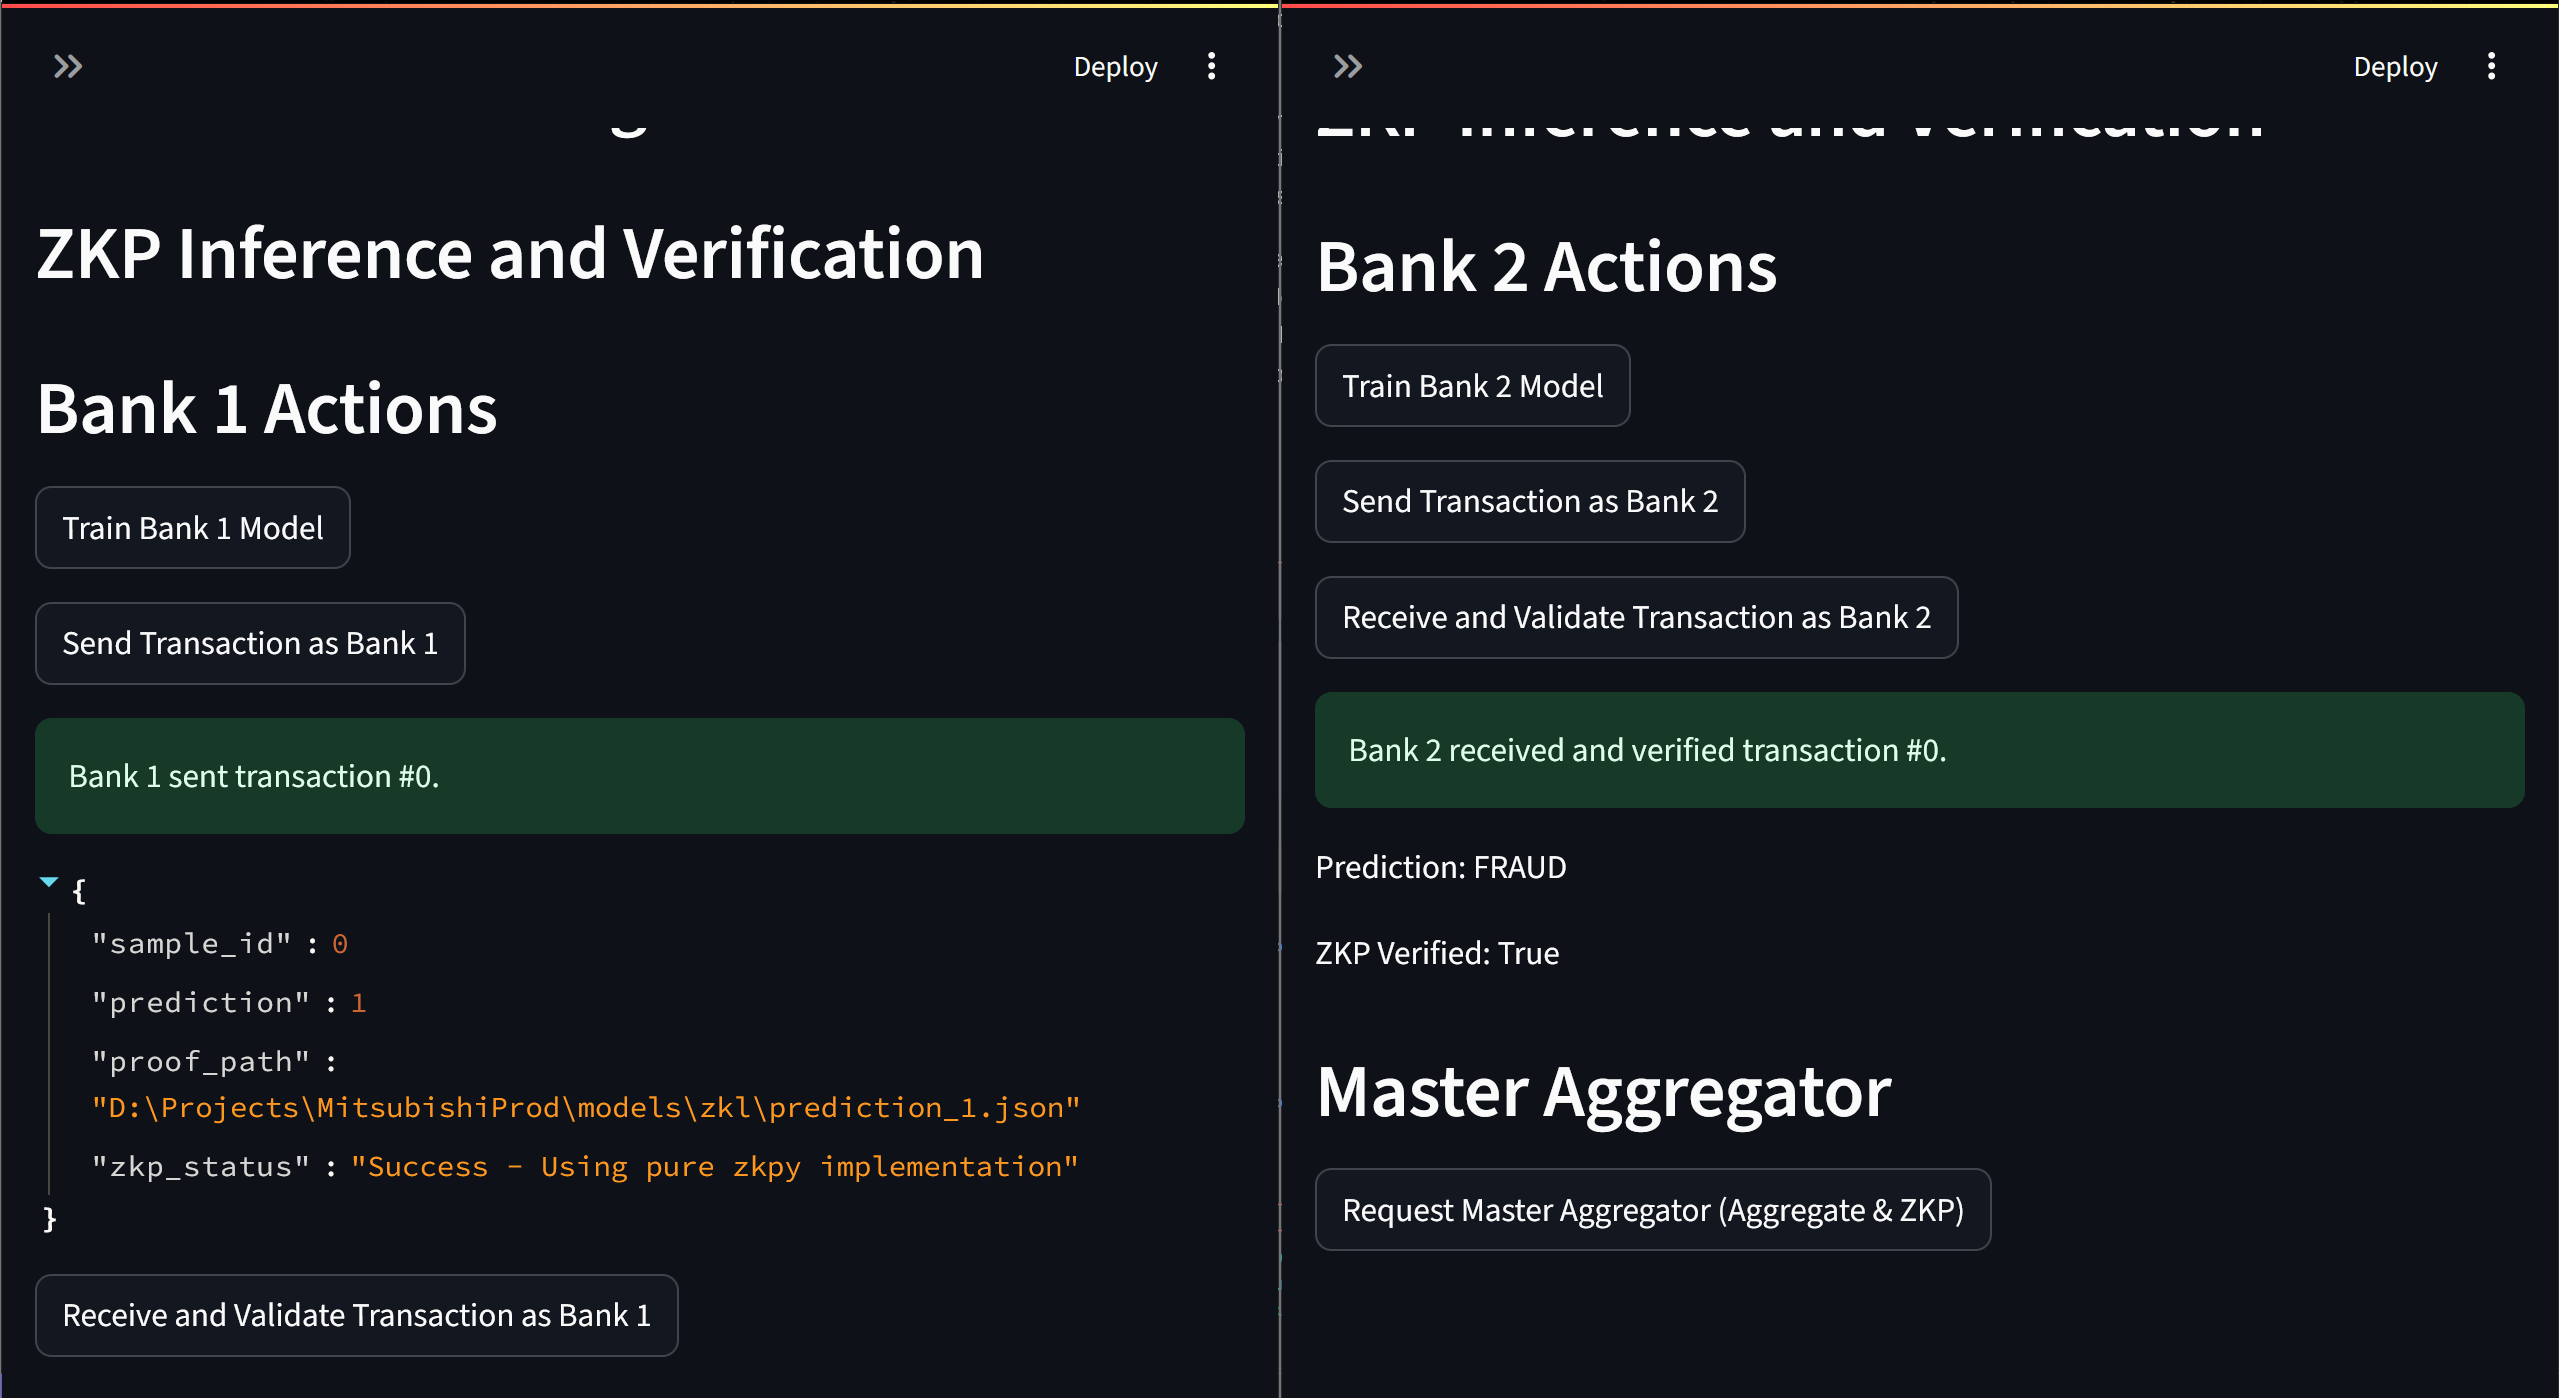 Deploy
ZKP Inference and Verification
Bank 1 Actions
Train Bank 1 Model
Send Transaction as Bank 1
Bank 1 sent transaction #0.
{
"sample_id" : 0
"prediction" : 1
"proof_path" :
"D:\Projects\MitsubishiProd\models\zkl\prediction_1.json"
"zkp_status" : "Success - Using pure zkpy implementation"
}
Receive and Validate Transaction as Bank 1
Deploy
ZKP Inference and Verification
Bank 2 Actions
Train Bank 2 Model
Send Transaction as Bank 2
Receive and Validate Transaction as Bank 2
Bank 2 received and verified transaction #0.
Prediction: FRAUD
ZKP Verified: True
Master Aggregator
Request Master Aggregator (Aggregate & ZKP)